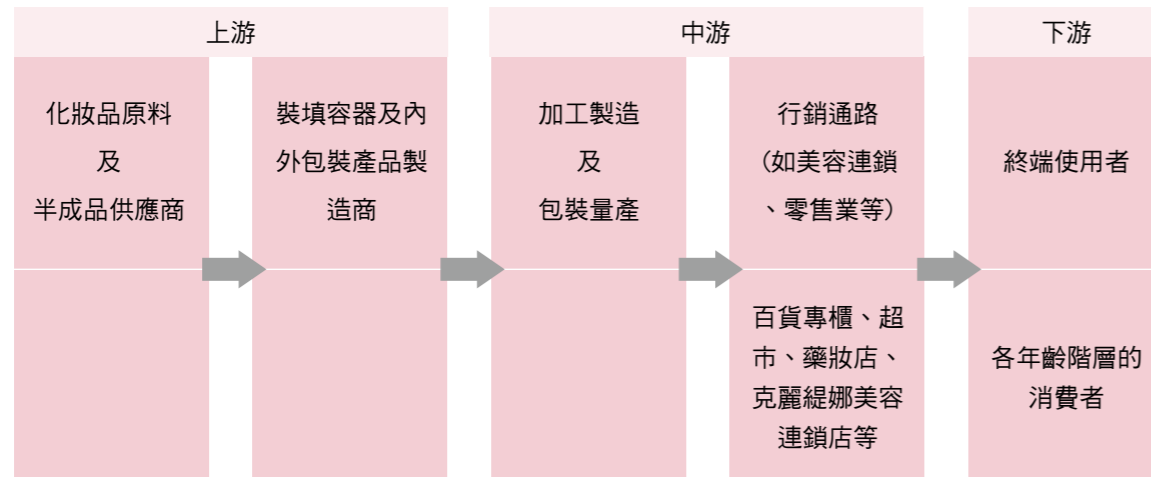 上游
中游
下游
化妝品原料
及
半成品供應商
裝填容器及內
外包裝產品製
造商
加工製造
及
包裝量產
行銷通路
(如美容連鎖
、零售業等)
終端使用者
百貨專櫃、超
市、藥妝店、
克麗緹娜美容
連鎖店等
各年齡階層的
消費者